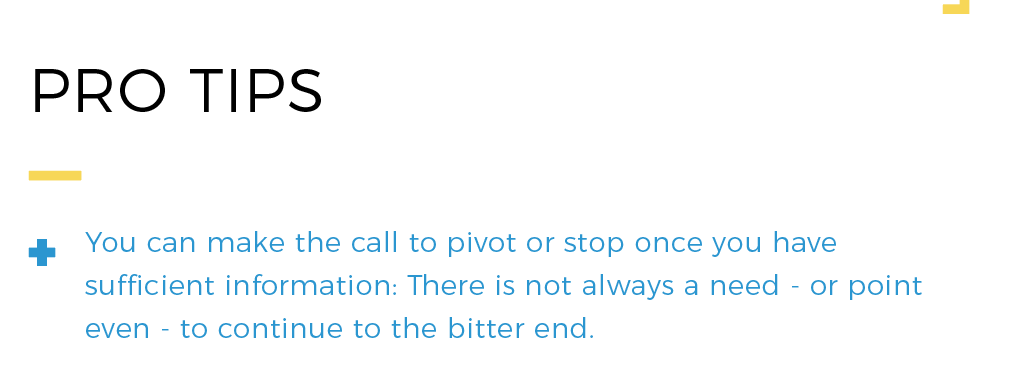 PRO TIPS
You can make the call to pivot or stop once you have
sufficient information: There is not always a need - or point
even - to continue to the bitter end.